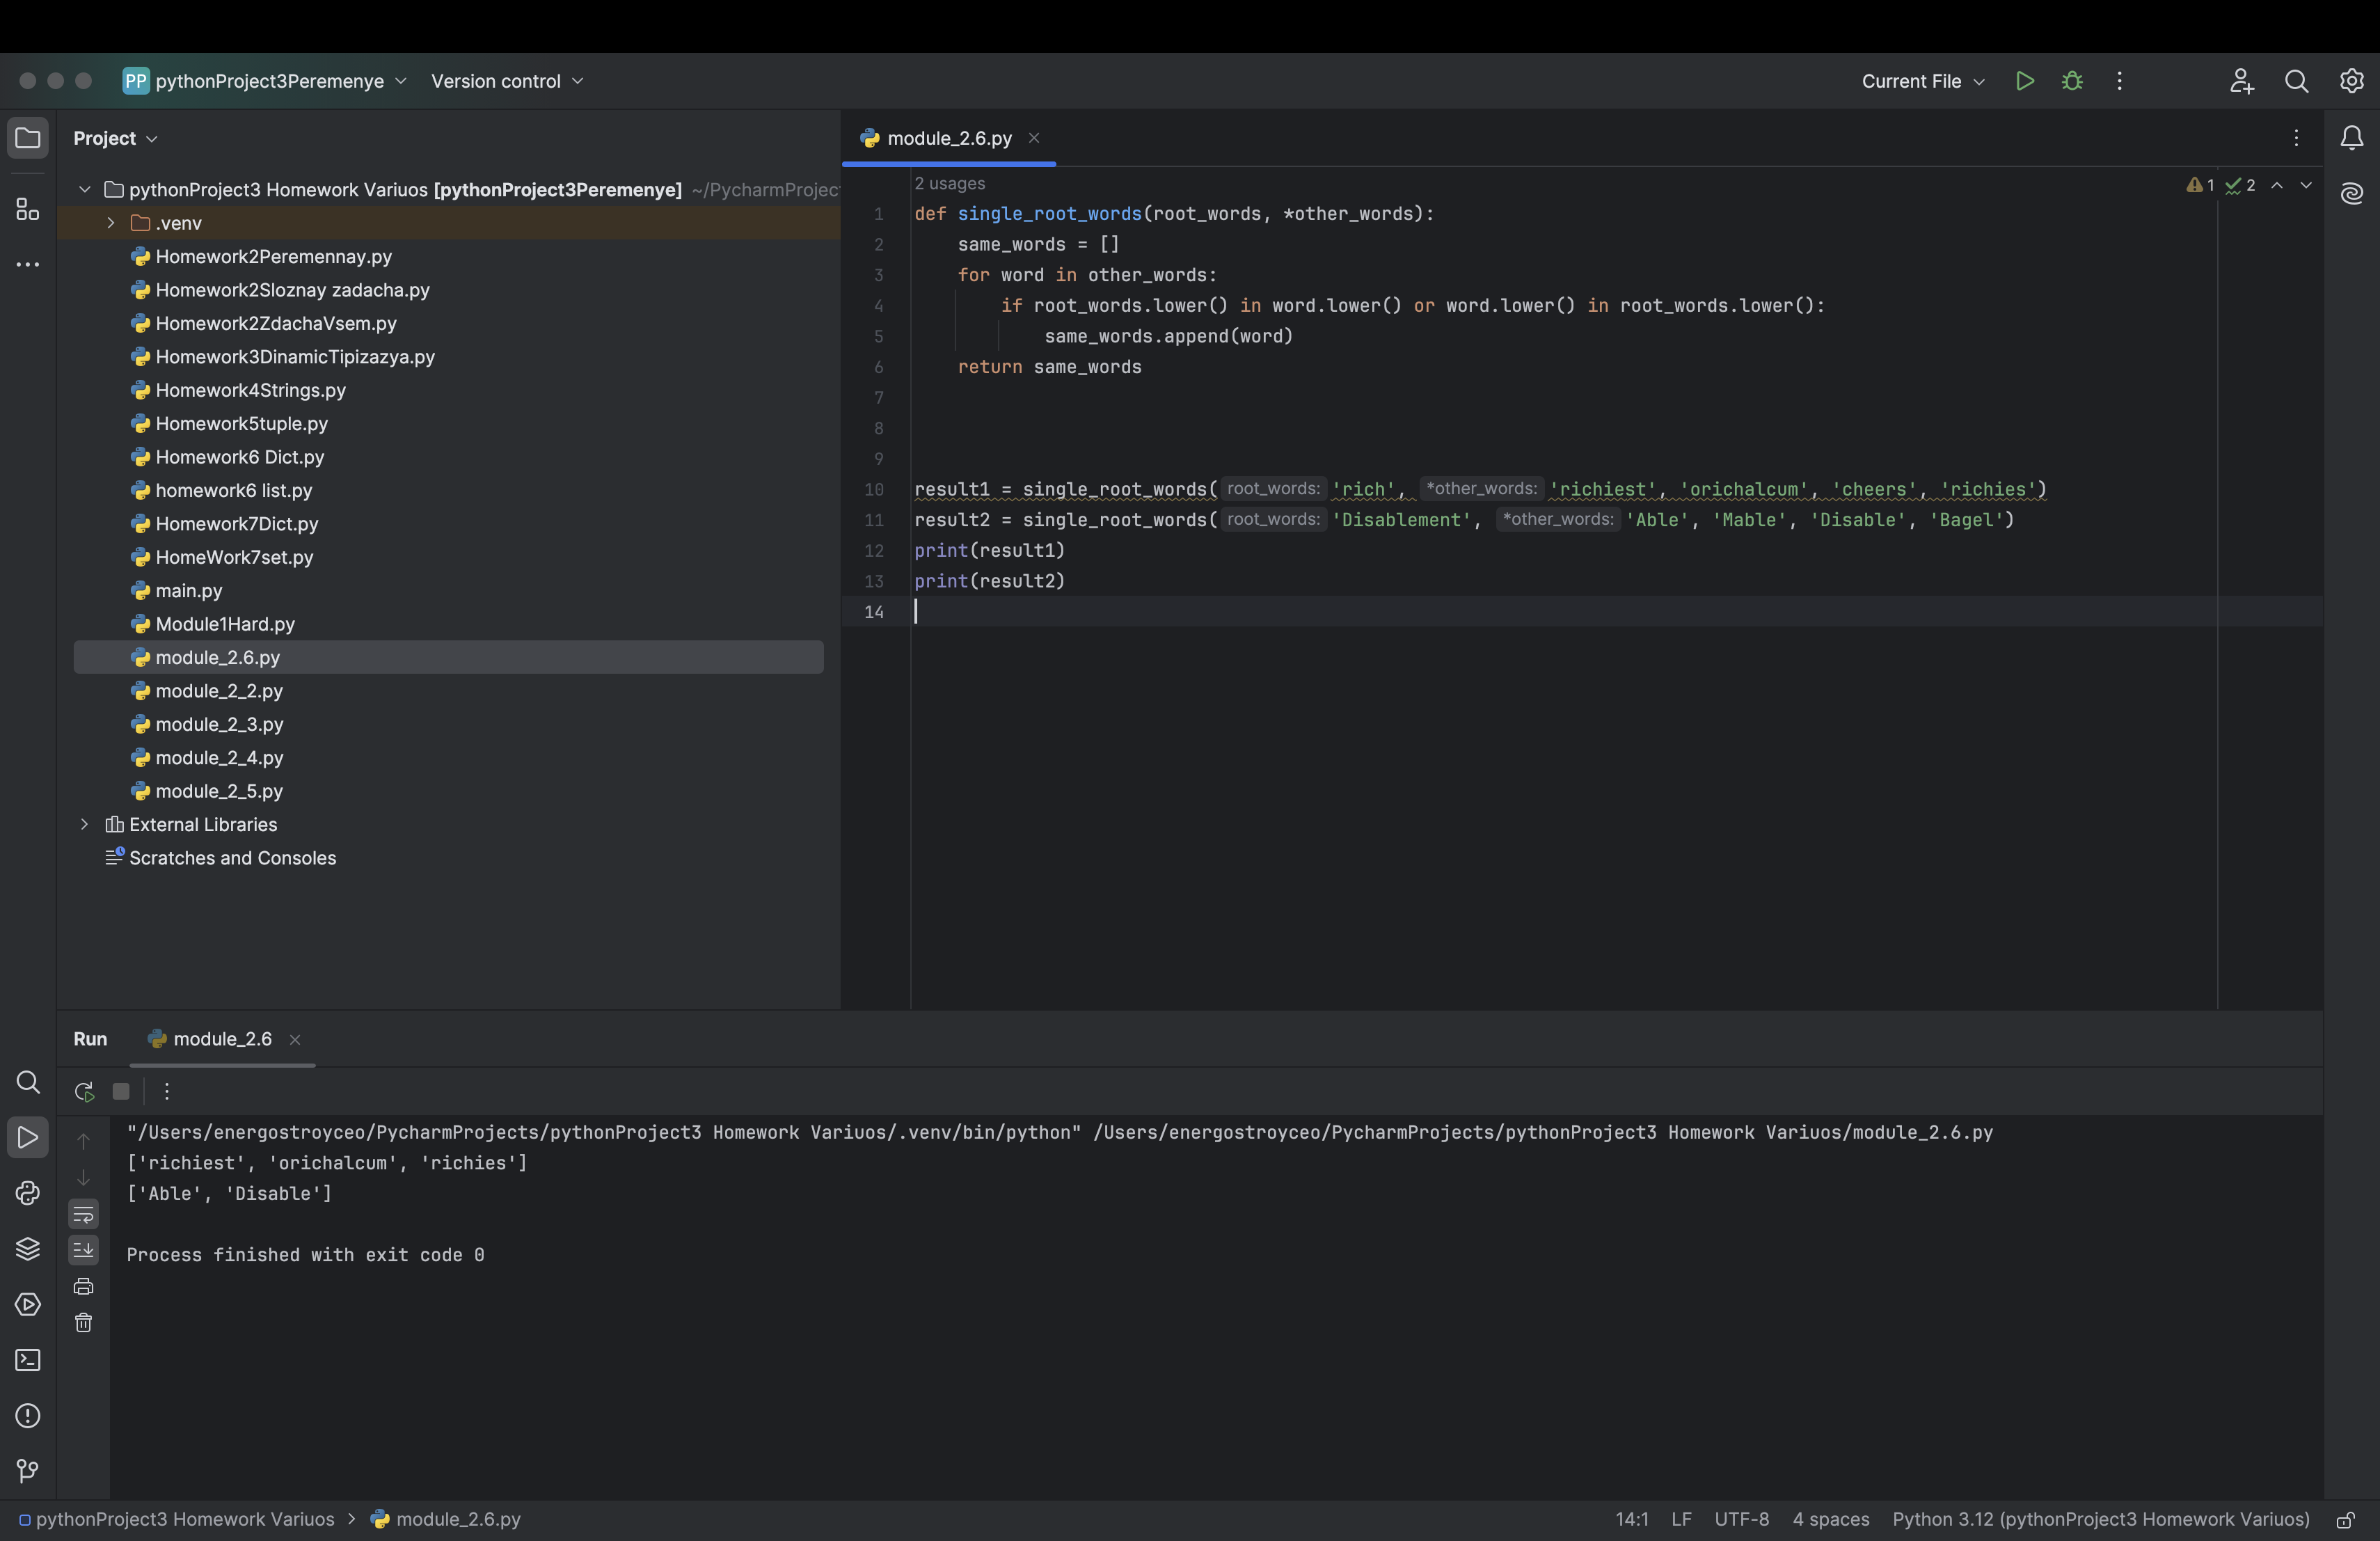 PP pythonProject3Peremenye Version control Current File
Project
pythonProject3 Homework Variuos [pythonProject3Peremenye] ~/PycharmProjec
.venv
Homework2Peremennay.py
Homework2Sloznay zadacha.py
Homework2ZdachaVsem.py
Homework3DinamicTipizazya.py
Homework4Strings.py
Homework5tuple.py
Homework6 Dict.py
homework6 list.py
Homework7Dict.py
HomeWork7set.py
main.py
Module1Hard.py
module_2.6.py
module_2_2.py
module_2_3.py
module_2_4.py
module_2_5.py
External Libraries
Scratches and Consoles
module_2.6.py
2 usages
1 2
1 def single_root_words(root_words, *other_words):
2 same_words = []
3 for word in other_words:
4 if root_words.lower() in word.lower() or word.lower() in root_words.lower():
5 same_words.append(word)
6 return same_words
7
8
9
10 result1 = single_root_words( root_words: 'rich', *other_words: 'richiest', 'orichalcum', 'cheers', 'richies')
11 result2 = single_root_words( root_words: 'Disablement', *other_words: 'Able', 'Mable', 'Disable', 'Bagel')
12 print(result1)
13 print(result2)
14
Run module_2.6
"/Users/energostroyceo/PycharmProjects/pythonProject3 Homework Variuos/.venv/bin/python" /Users/energostroyceo/PycharmProjects/pythonProject3 Homework Variuos/module_2.6.py
['richiest', 'orichalcum', 'richies']
['Able', 'Disable']
Process finished with exit code 0
pythonProject3 Homework Variuos > module_2.6.py 14:1 LF UTF-8 4 spaces Python 3.12 (pythonProject3 Homework Variuos)